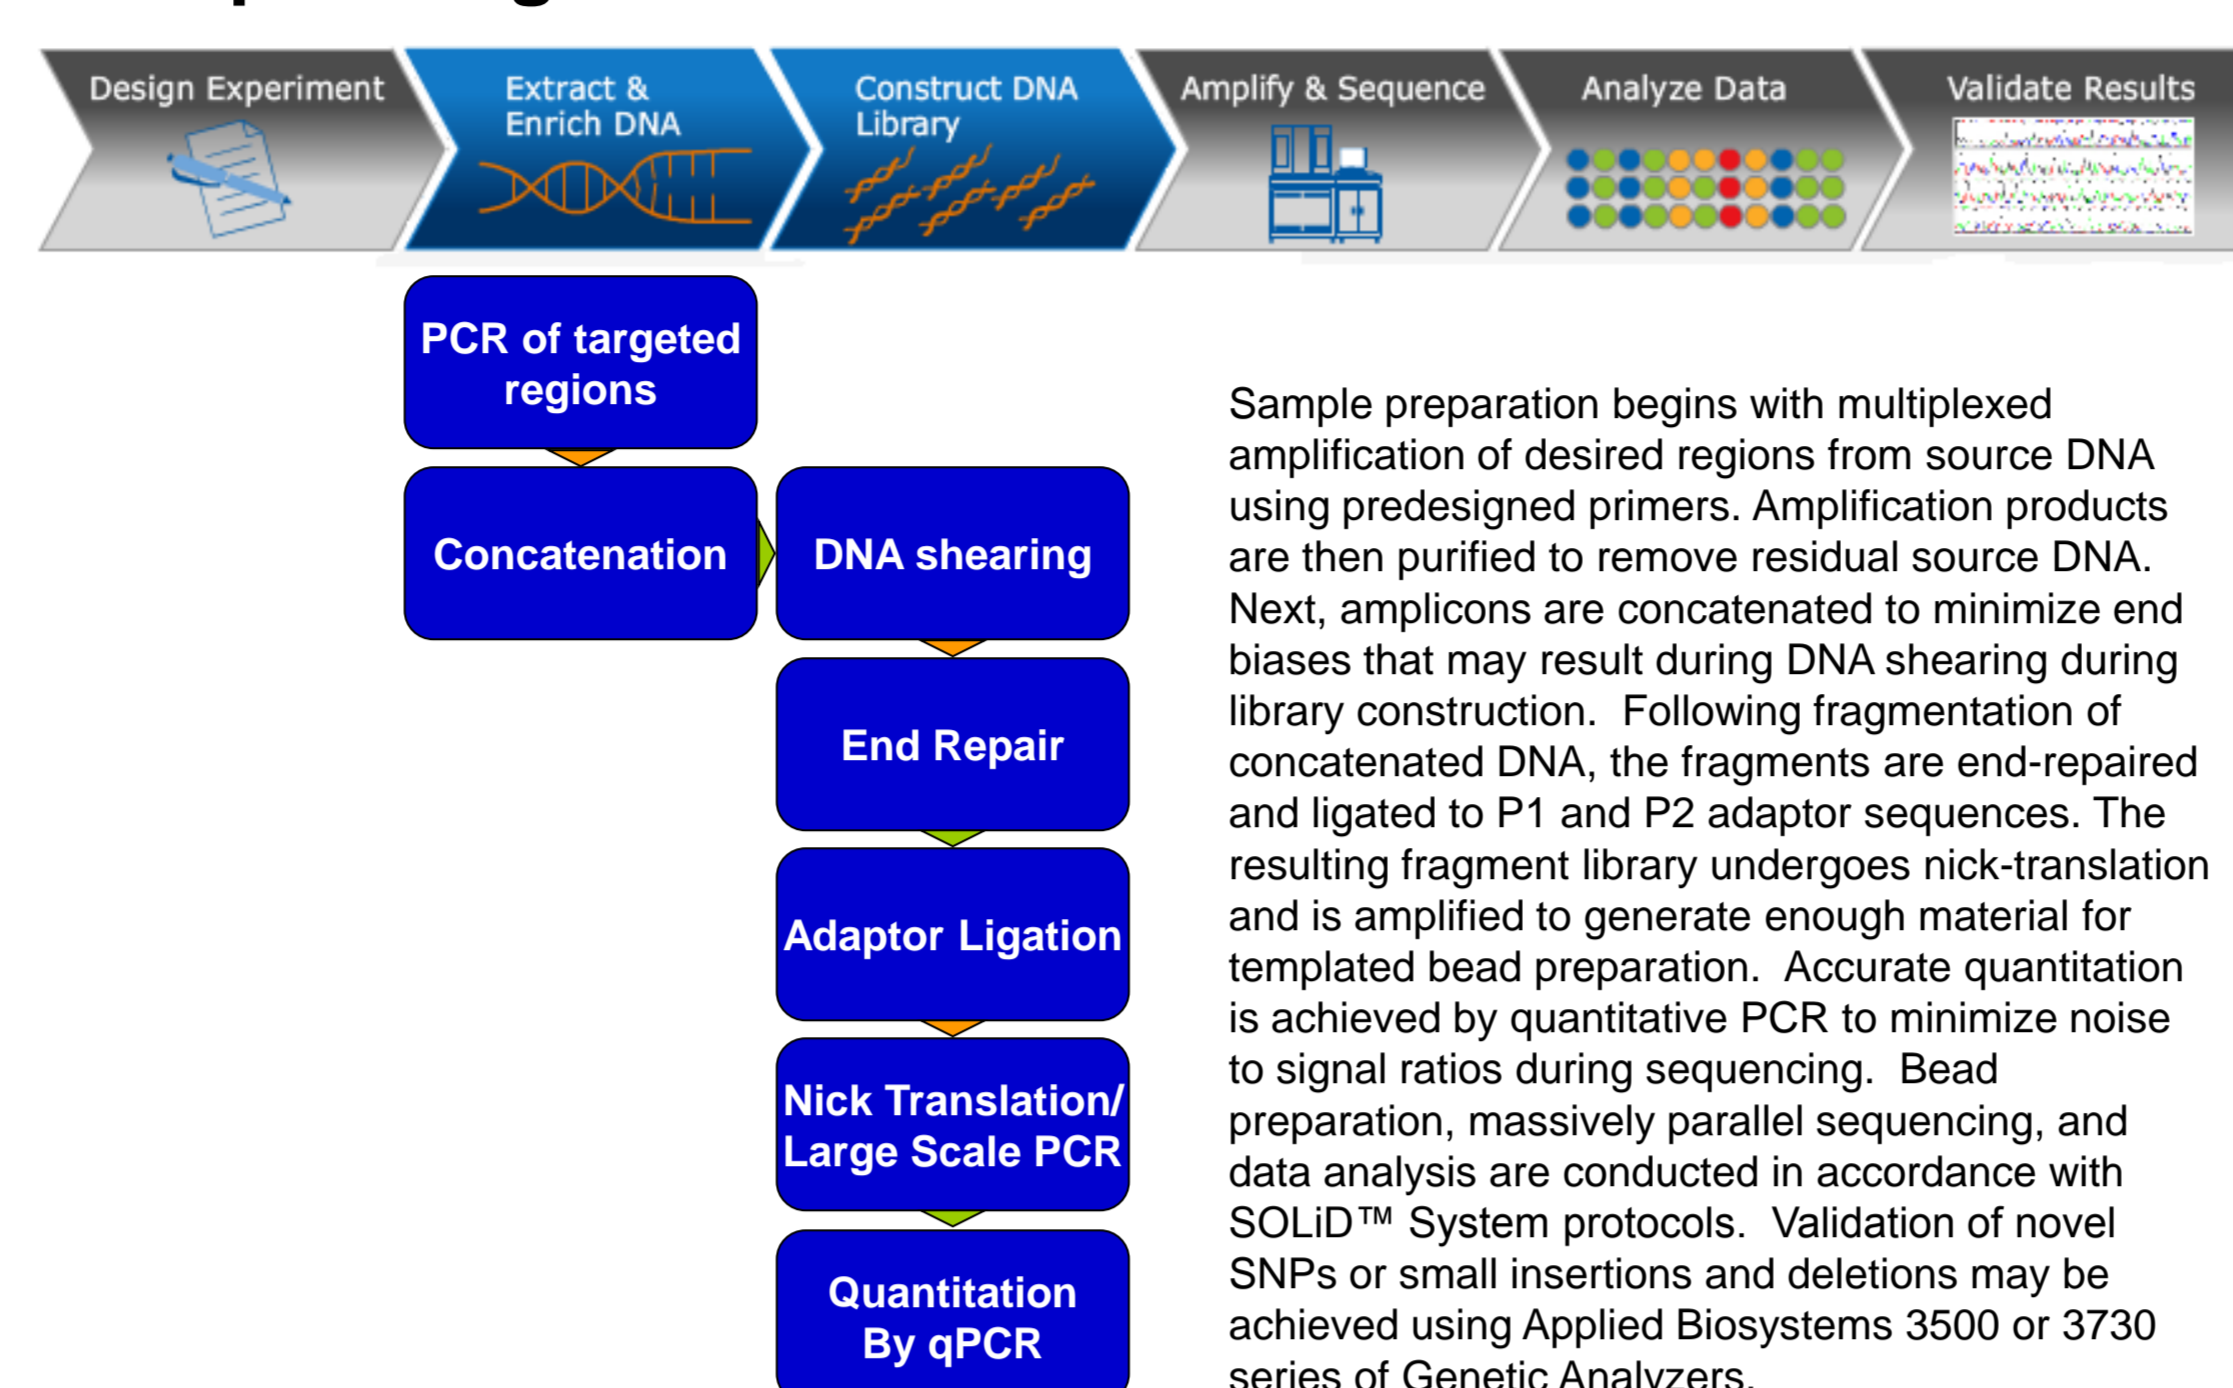 Design Experiment
Extract &
Enrich DNA
Construct DNA
Library
Amplify & Sequence
Analyze Data
Validate Results
PCR of targeted
regions
Concatenation
DNA shearing
End Repair
Adaptor Ligation
Nick Translation/
Large Scale PCR
Quantitation
By qPCR
Sample preparation begins with multiplexed
amplification of desired regions from source DNA
using predesigned primers. Amplification products
are then purified to remove residual source DNA.
Next, amplicons are concatenated to minimize end
biases that may result during DNA shearing during
library construction.  Following fragmentation of
concatenated DNA, the fragments are end-repaired
and ligated to P1 and P2 adaptor sequences. The
resulting fragment library undergoes nick-translation
and is amplified to generate enough material for
templated bead preparation.  Accurate quantitation
is achieved by quantitative PCR to minimize noise
to signal ratios during sequencing.  Bead
preparation, massively parallel sequencing, and
data analysis are conducted in accordance with
SOLiD™ System protocols.  Validation of novel
SNPs or small insertions and deletions may be
achieved using Applied Biosystems 3500 or 3730
series of Genetic Analyzers.